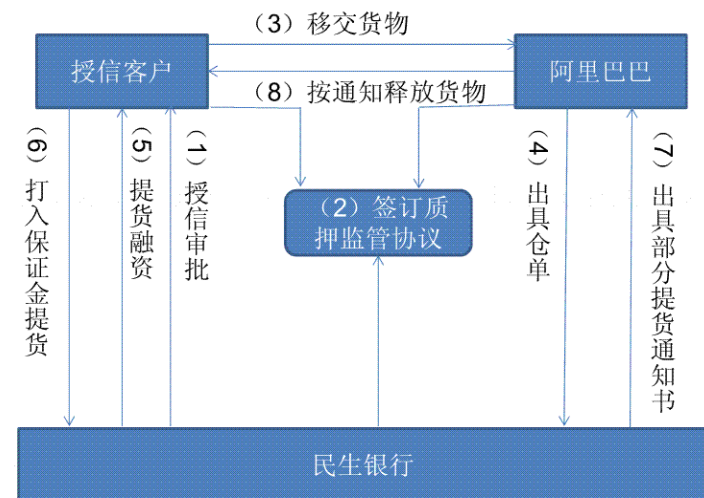 （3）移交货物
授信客户
阿里巴巴
（8）按通知释放货物
（6）打入保证金提货
（5）提货融资
（1）授信审批
（2）签订质
押监管协议
（4）出具仓单
（7）出具部分提货通知书
民生银行